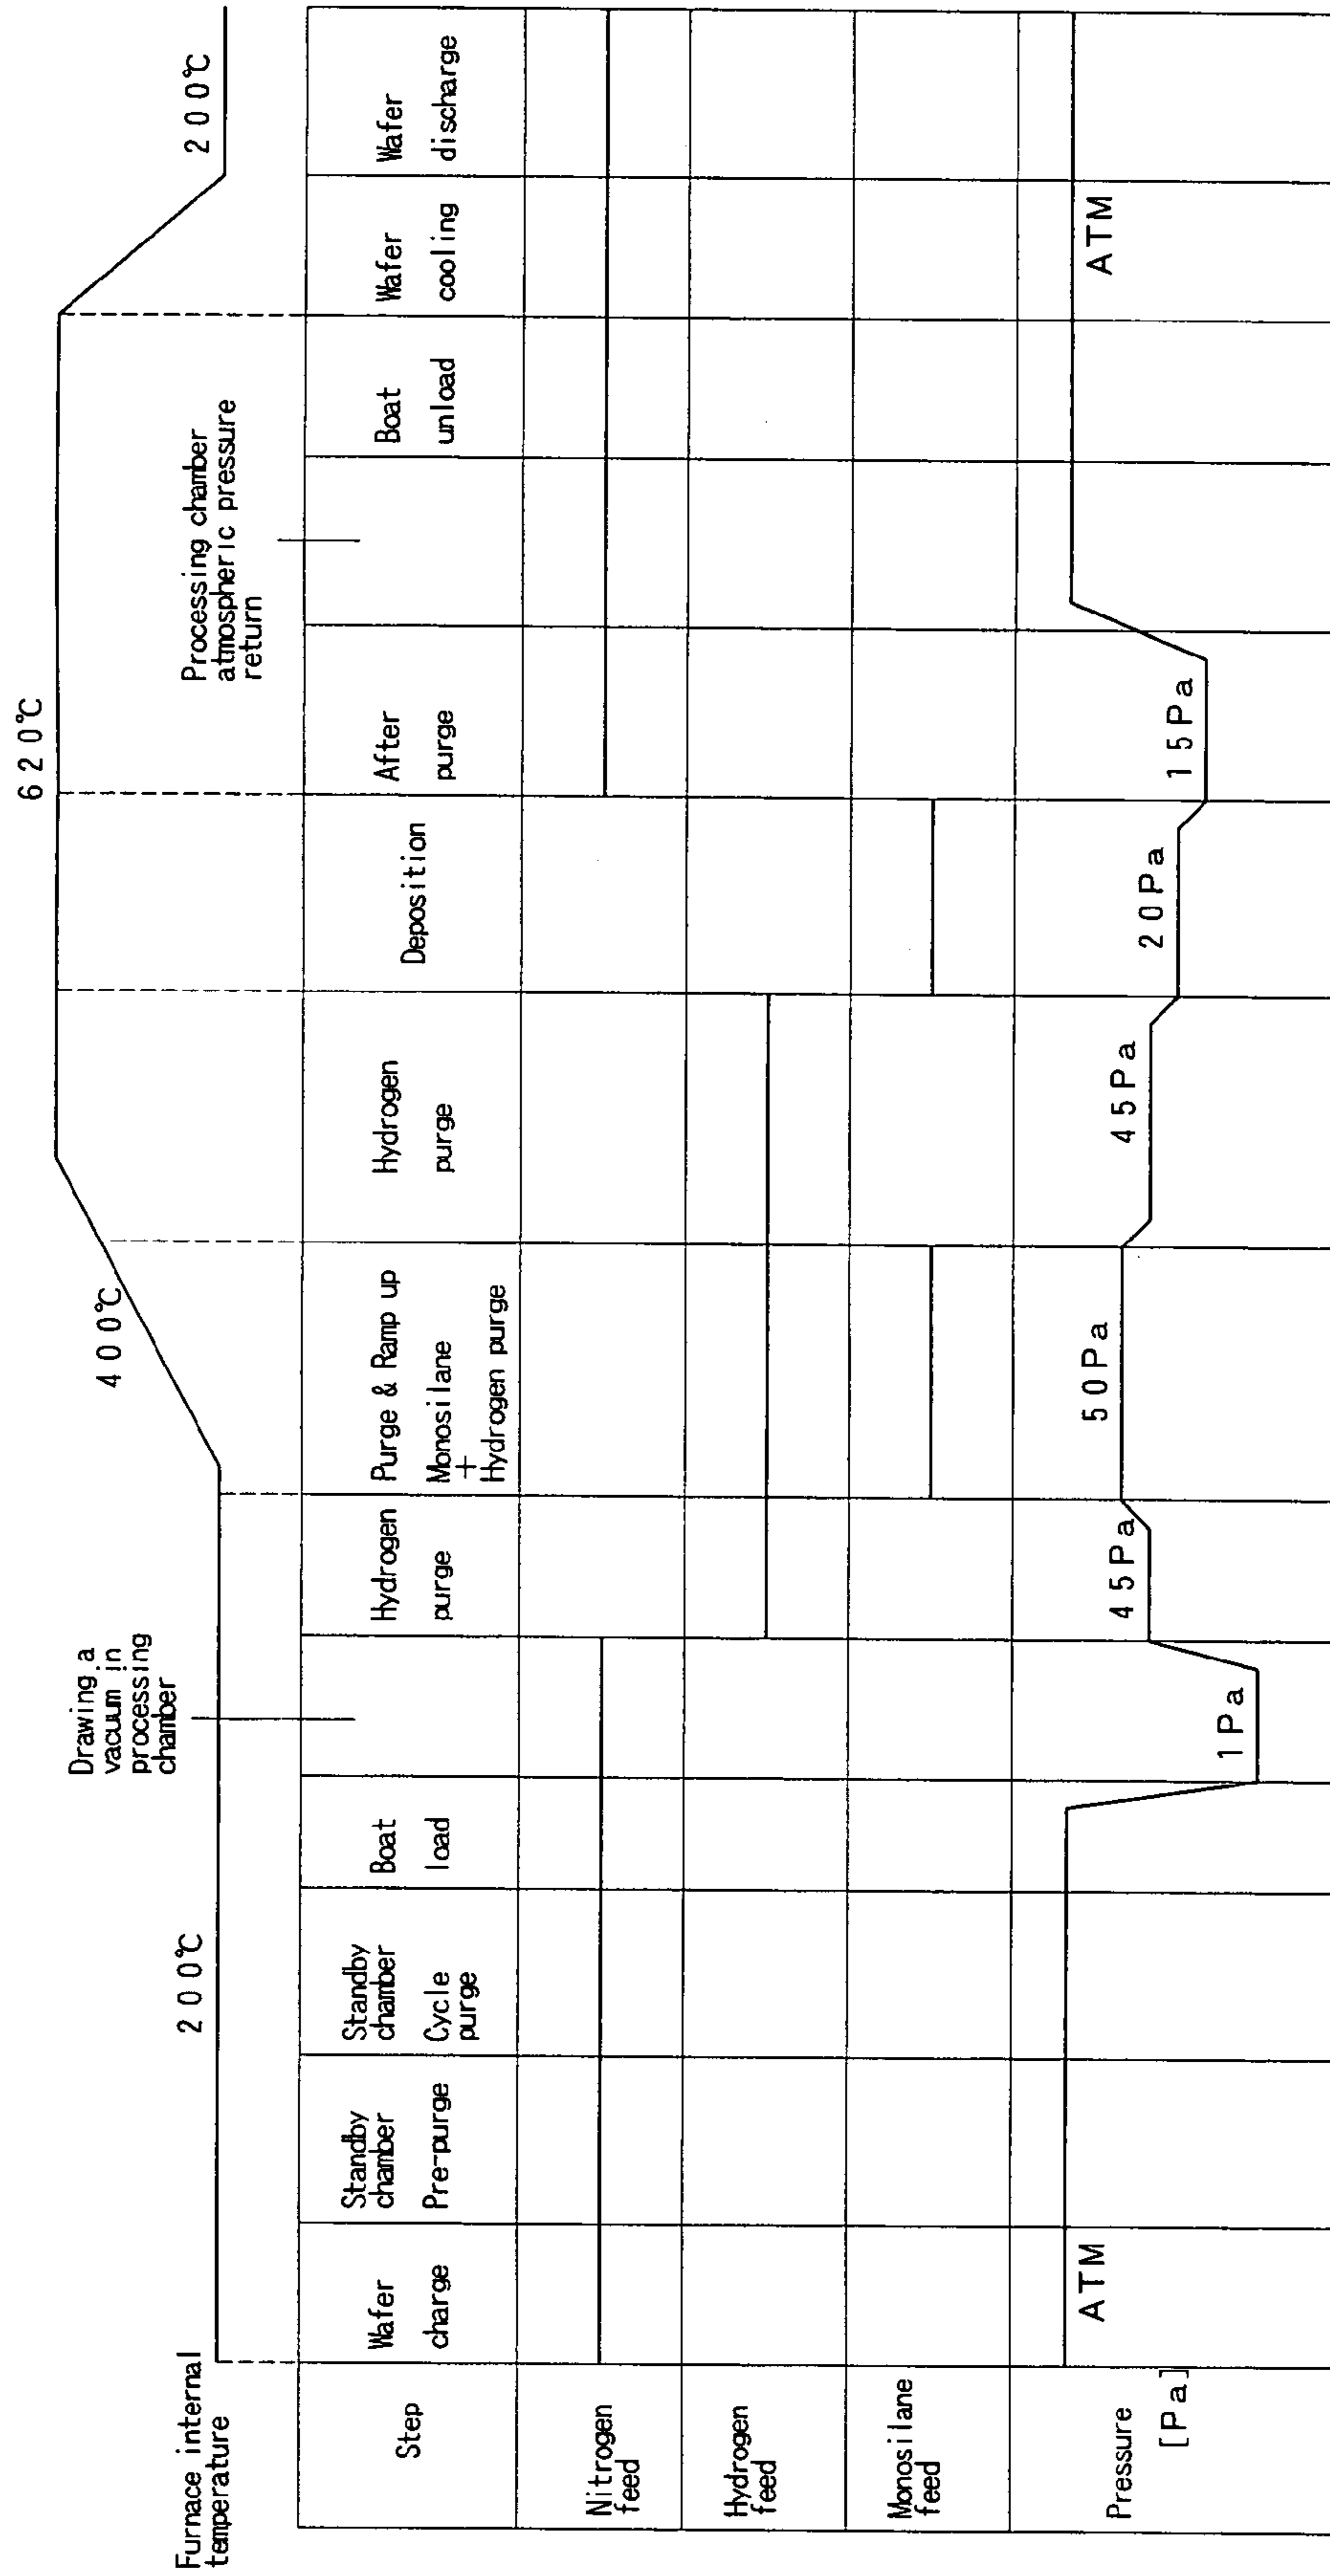 Furnace internal
temperature
200℃
400℃
620℃
200℃
Drawing a
vacuum in
processing
chamber
Processing chamber
atmospheric pressure
return
Step
Wafer
charge
Standby
chamber
Pre-purge
Standby
chamber
Cycle
purge
Boat
load
Hydrogen
purge
Purge & Ramp up
Monosilane
+
Hydrogen purge
Hydrogen
purge
Deposition
After
purge
Boat
unload
Wafer
cooling
Wafer
discharge
Nitrogen
feed
Hydrogen
feed
Monosilane
feed
Pressure
[Pa]
ATM
1Pa
45Pa
50Pa
45Pa
20Pa
15Pa
ATM